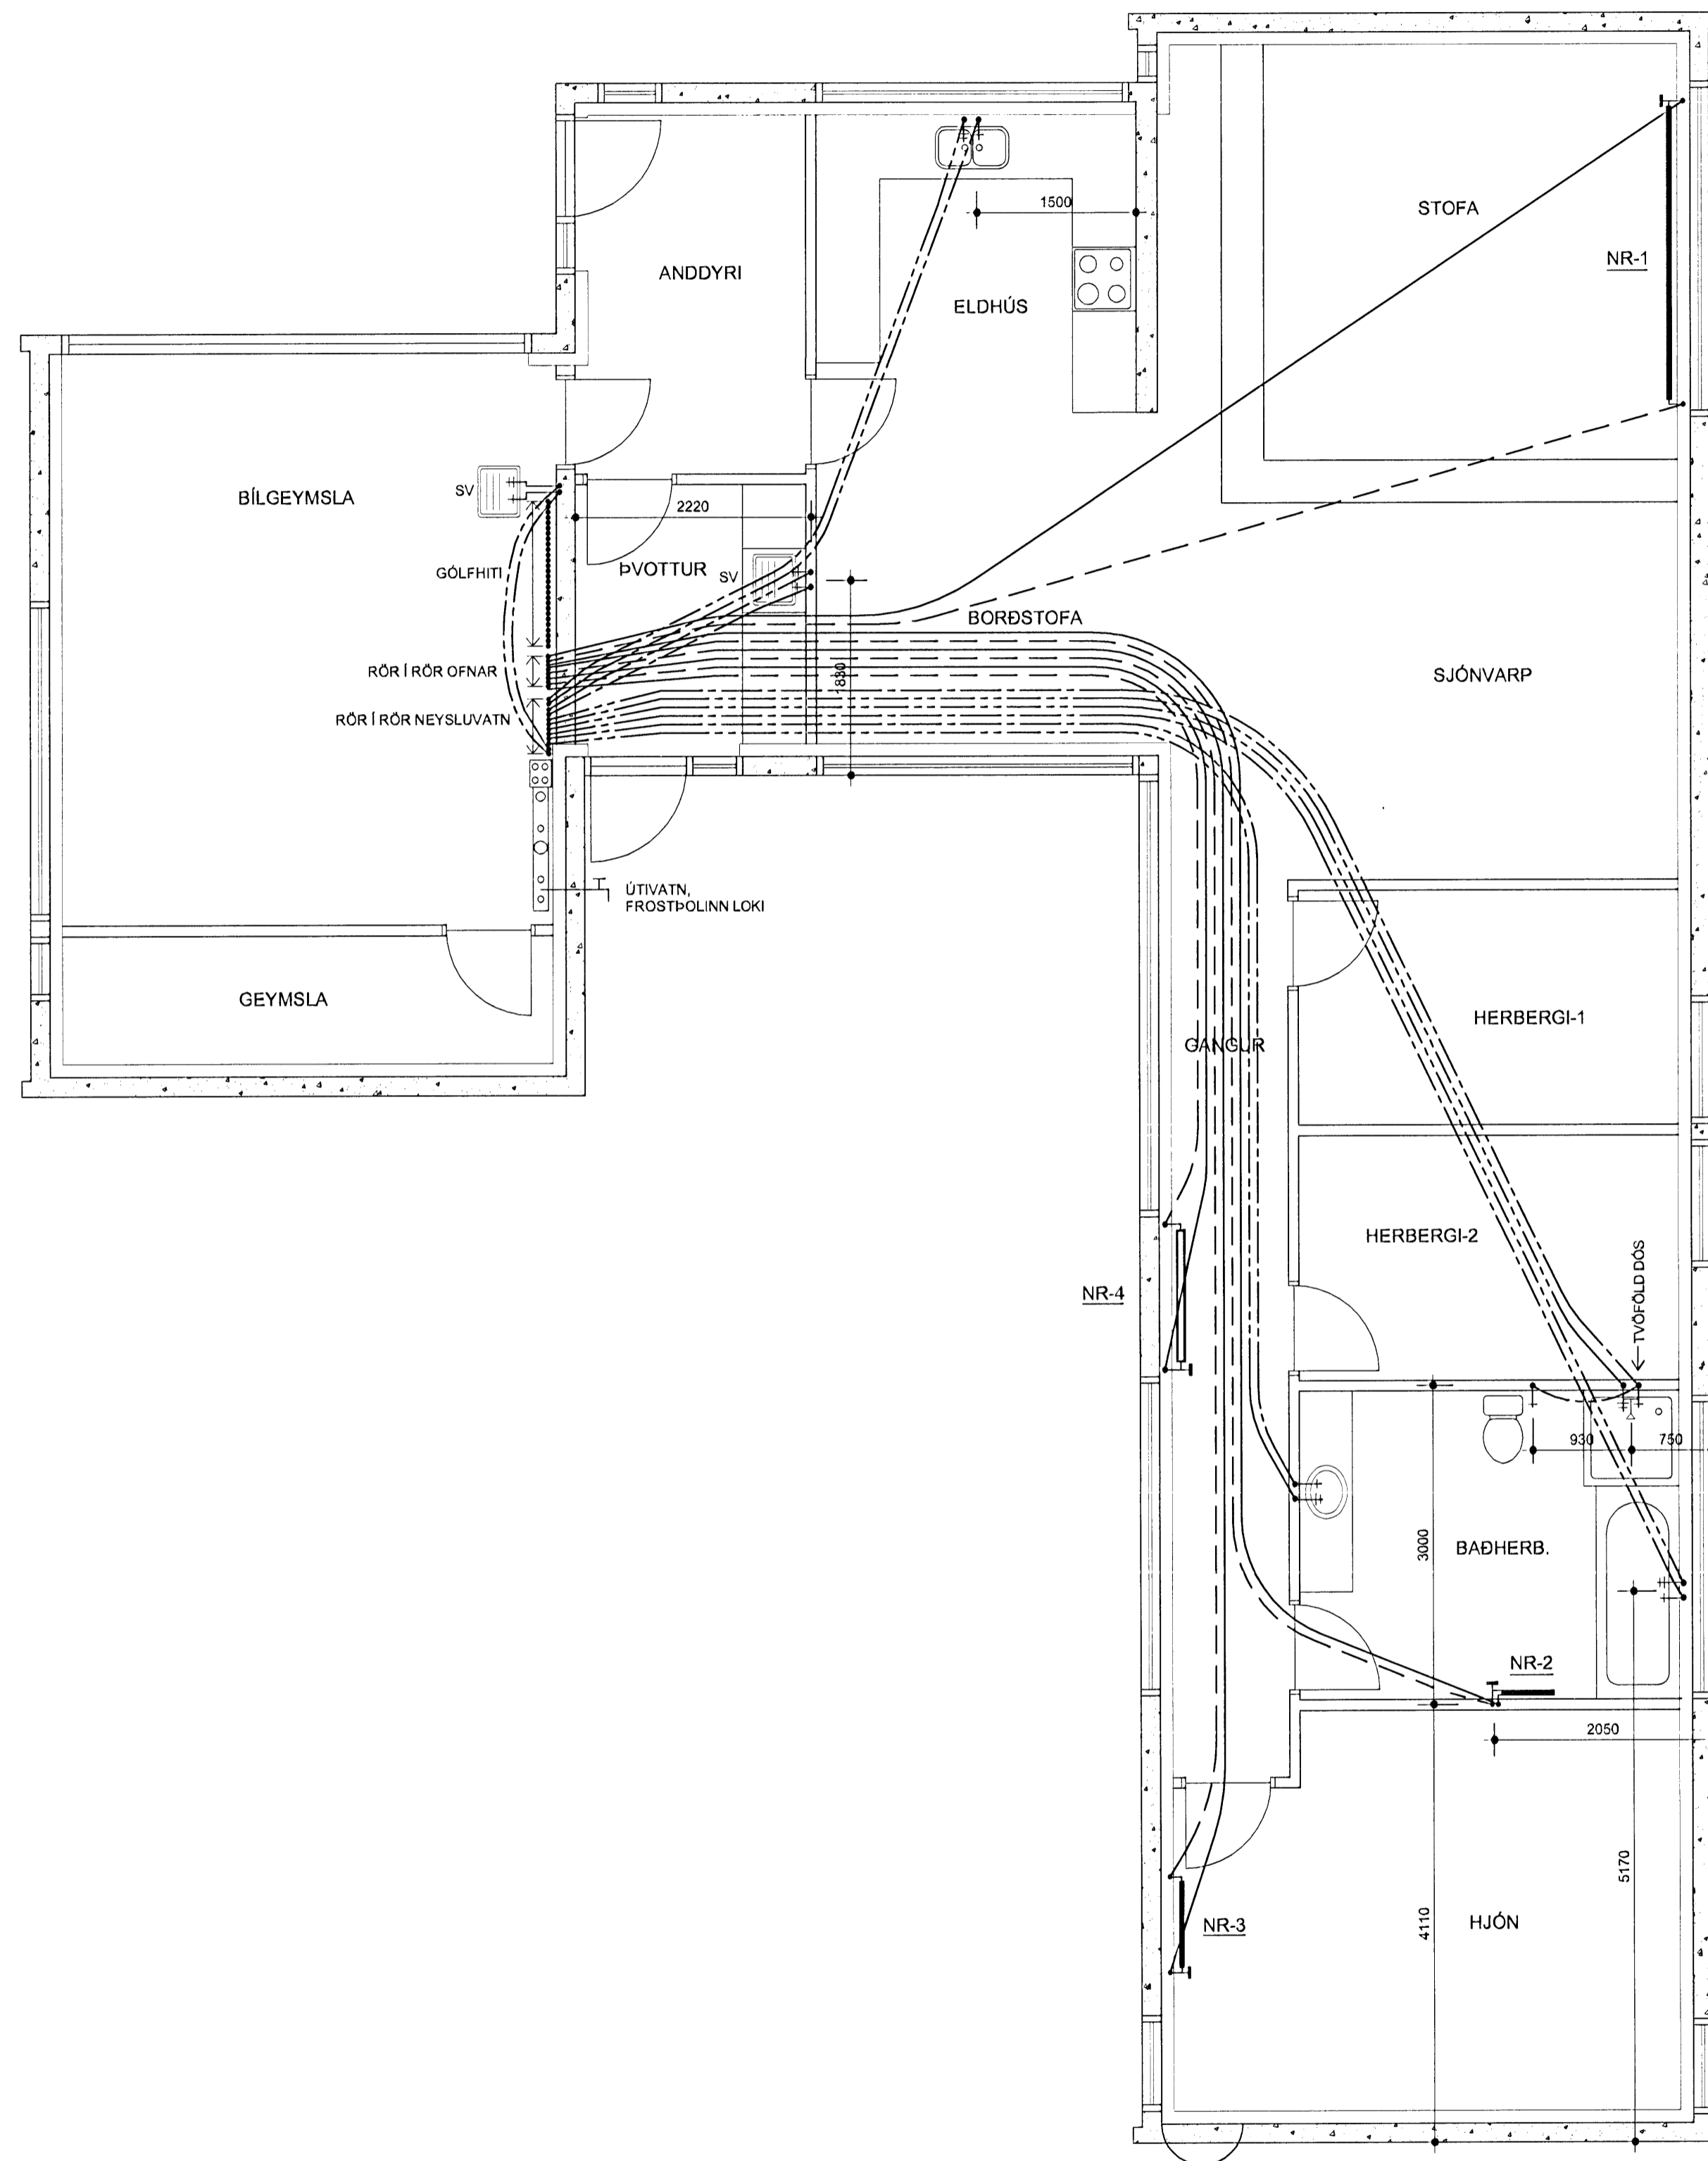 STOFA
1500
NR-1
ANDDYRI
ELDHÚS
SV
BÍLGEYMSLA
2220
GÓLFHITI
ÞVOTTUR
SV
BORÐSTOFA
RÖR Í RÖR OFNAR
1830
SJÓNVARP
RÖR Í RÖR NEYSLUVATN
ÚTIVATN,
FROSTÞOLINN LOKI
GEYMSLA
HERBERGI-1
GANGUR
HERBERGI-2
TVÖFÖLD DÓS
NR-4
930
750
3000
BAÐHERB.
NR-2
2050
5170
4110
NR-3
HJÓN